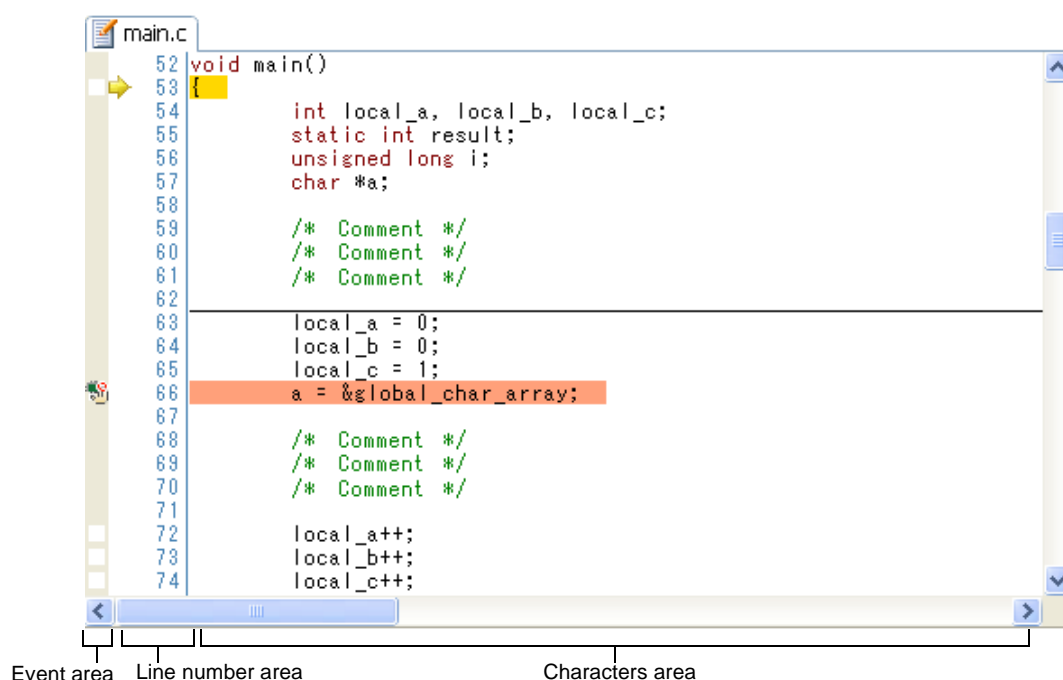 main.c
52 void main()
53 {
54 int local_a, local_b, local_c;
55 static int result;
56 unsigned long i;
57 char *a;
58
59 /* Comment */
60 /* Comment */
61 /* Comment */
62
63 local_a = 0;
64 local_b = 0;
65 local_c = 1;
66 a = &global_char_array;
67
68 /* Comment */
69 /* Comment */
70 /* Comment */
71
72 local_a++;
73 local_b++;
74 local_c++;
Event area Line number area Characters area